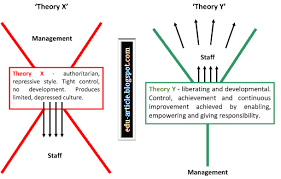 'Theory X'
Management
Theory X - authoritarian,
repressive style. Tight control,
no development. Produces
limited, depressed culture.
Staff
edu-article.blogspot.com
'Theory Y'
Staff
Theory Y - liberating and developmental.
Control, achievement and continuous
improvement achieved by enabling,
empowering and giving responsibility.
Management